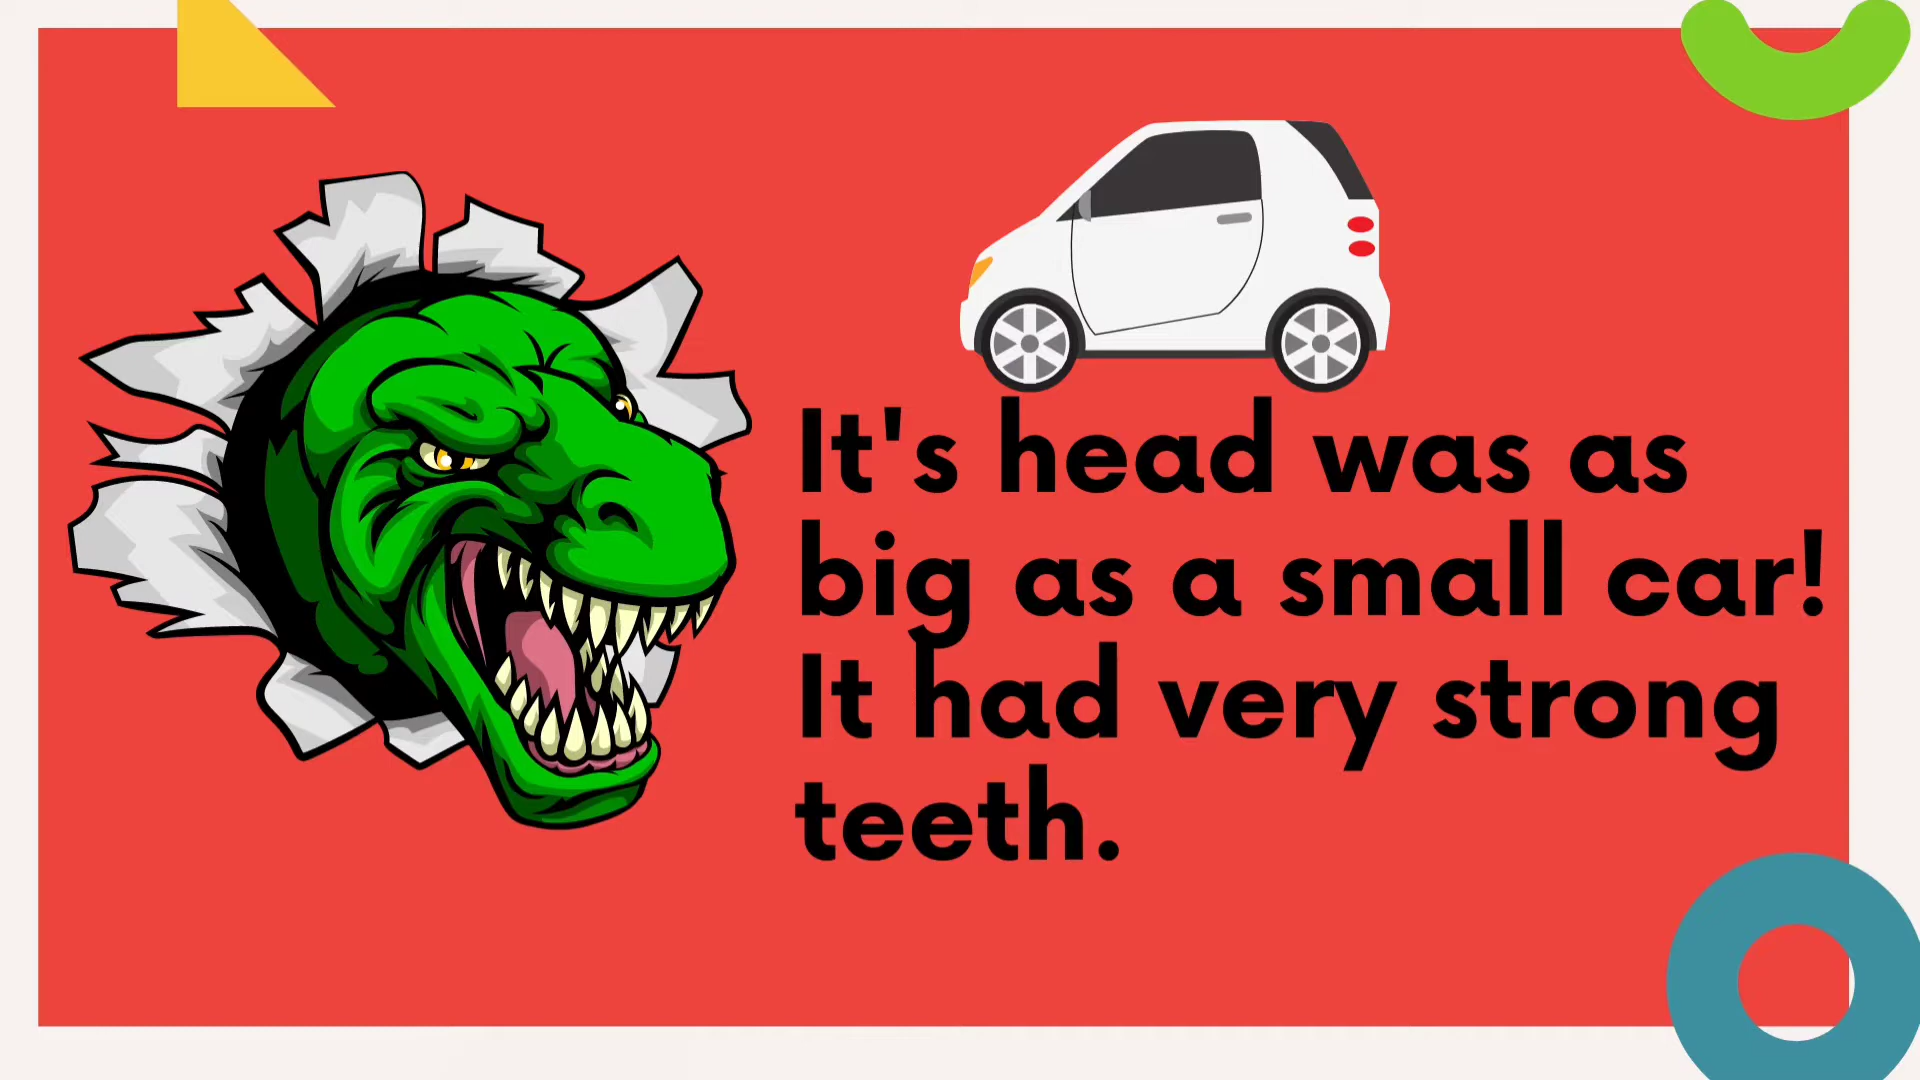 It's head was as
big as a small car!
It had very strong
teeth.